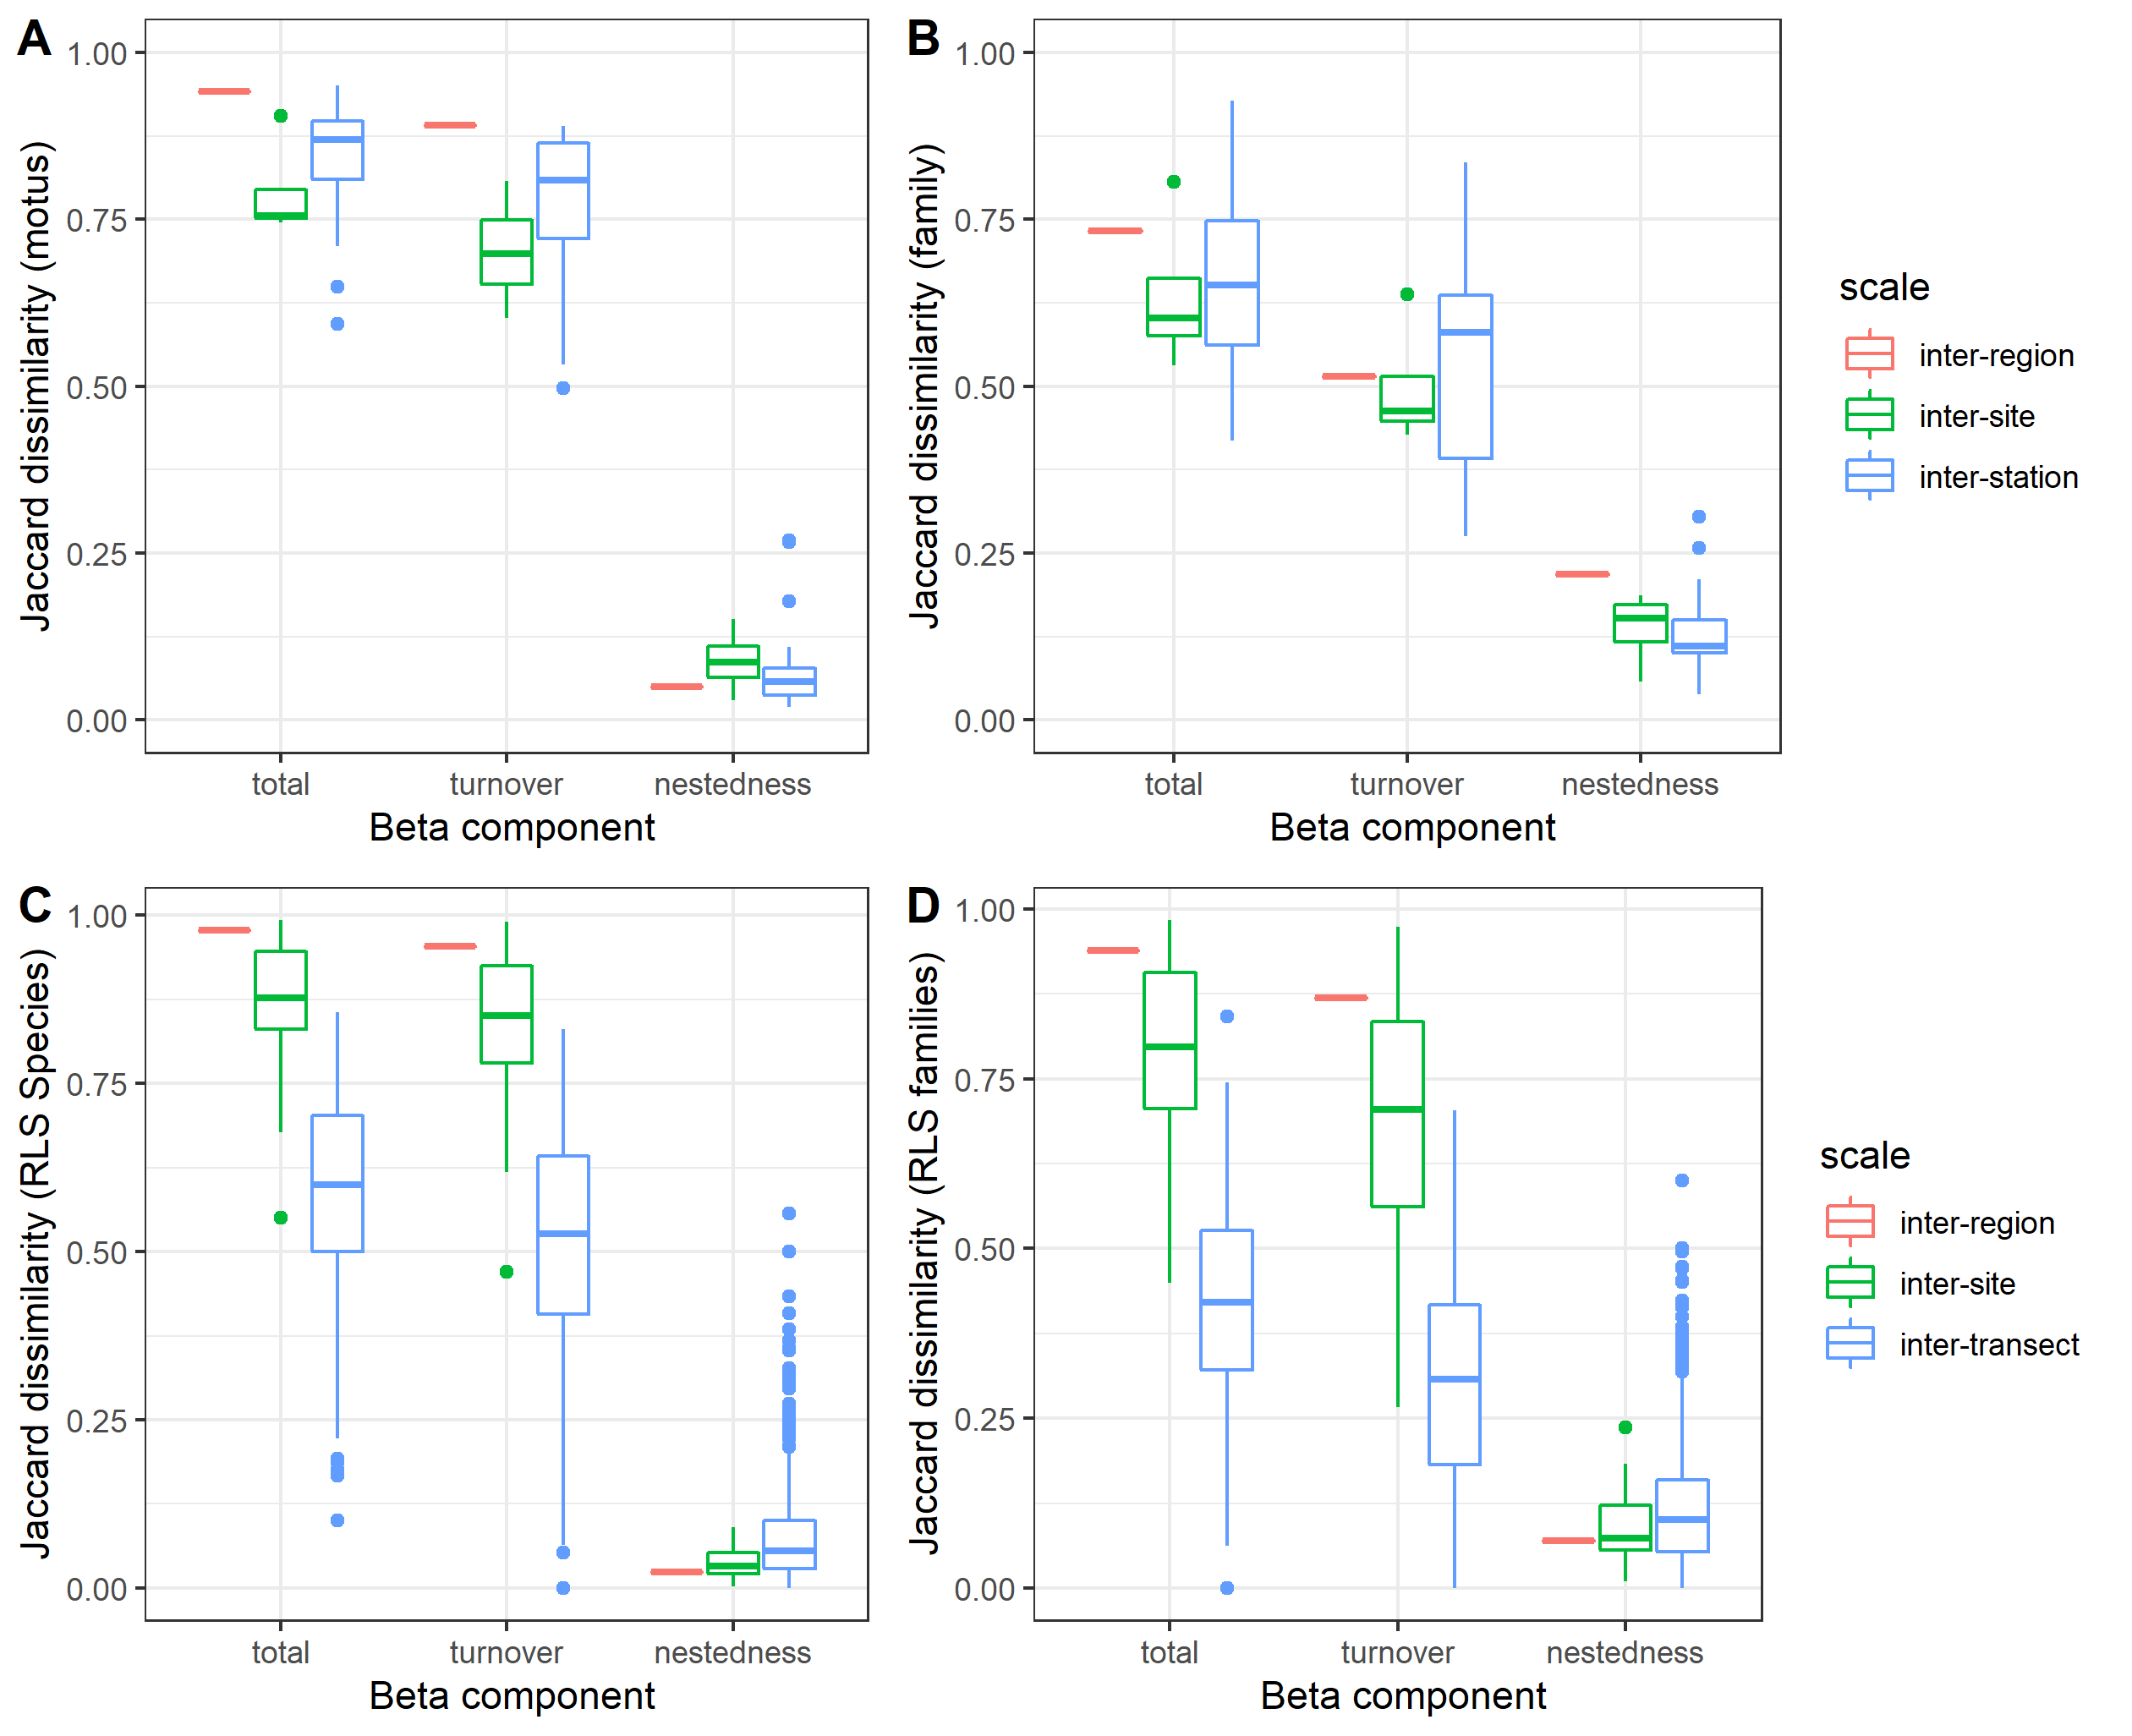 A
Jaccard dissimilarity (motus)
1.00
0.75
0.50
0.25
0.00
total turnover nestedness
Beta component
B
Jaccard dissimilarity (family)
1.00
0.75
0.50
0.25
0.00
total turnover nestedness
Beta component
scale
inter-region
inter-site
inter-station
C
Jaccard dissimilarity (RLS Species)
1.00
0.75
0.50
0.25
0.00
total turnover nestedness
Beta component
D
Jaccard dissimilarity (RLS families)
1.00
0.75
0.50
0.25
0.00
total turnover nestedness
Beta component
scale
inter-region
inter-site
inter-transect